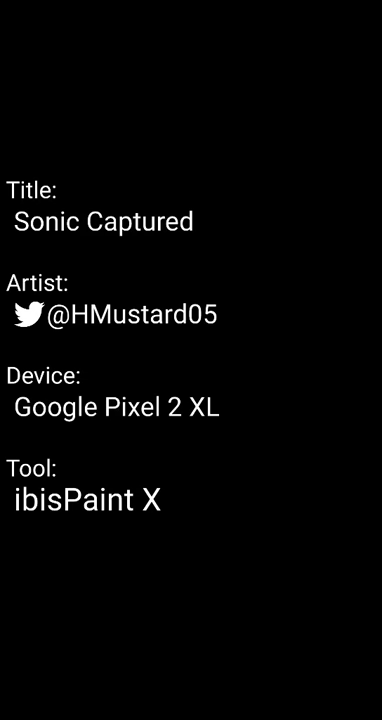 Title:
Sonic Captured
Artist:
@HMustard05
Device:
Google Pixel 2 XL
Tool:
ibisPaint X